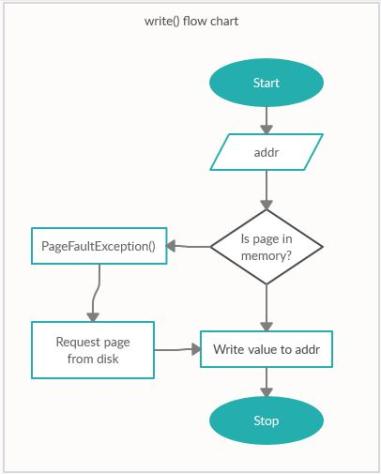 write() flow chart
Start
addr
Is page in
memory?
PageFaultException()
Request page
from disk
Write value to addr
Stop